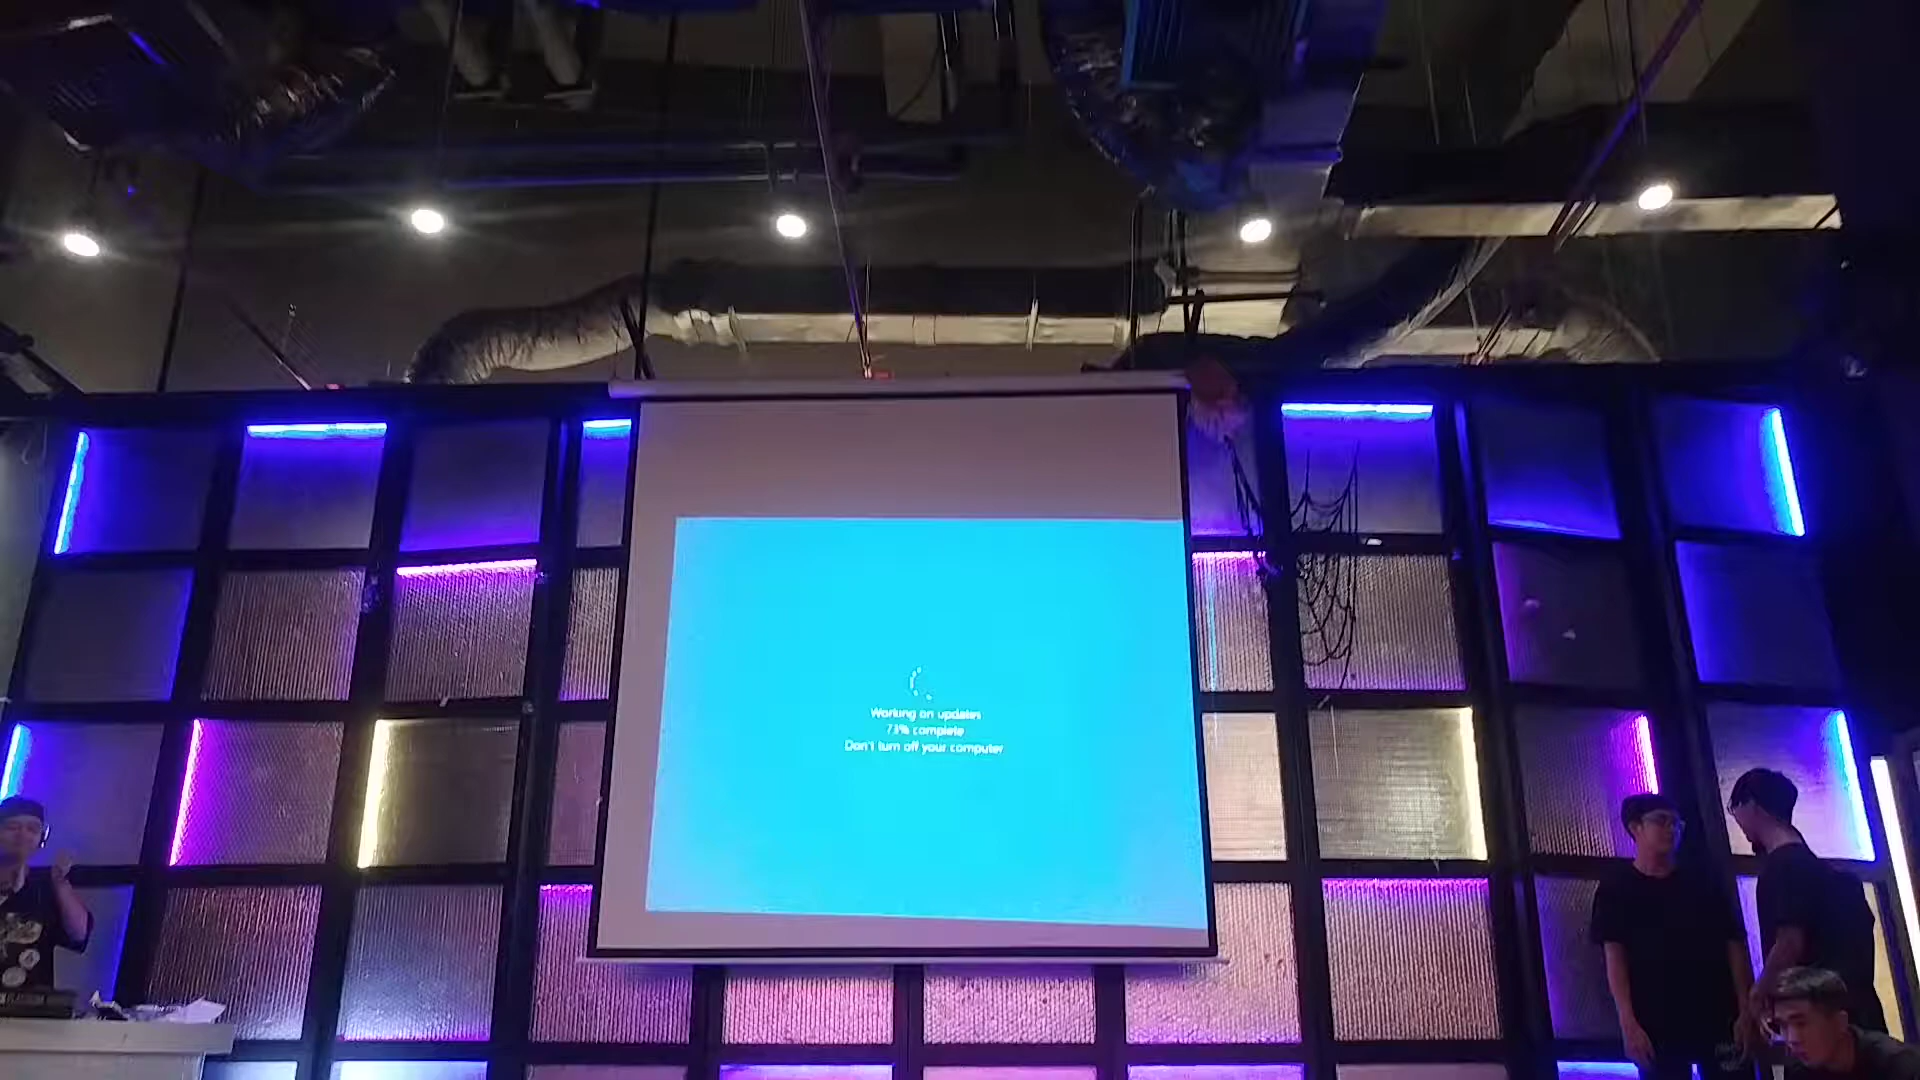 Working on updates
73% complete
Don't turn off your computer